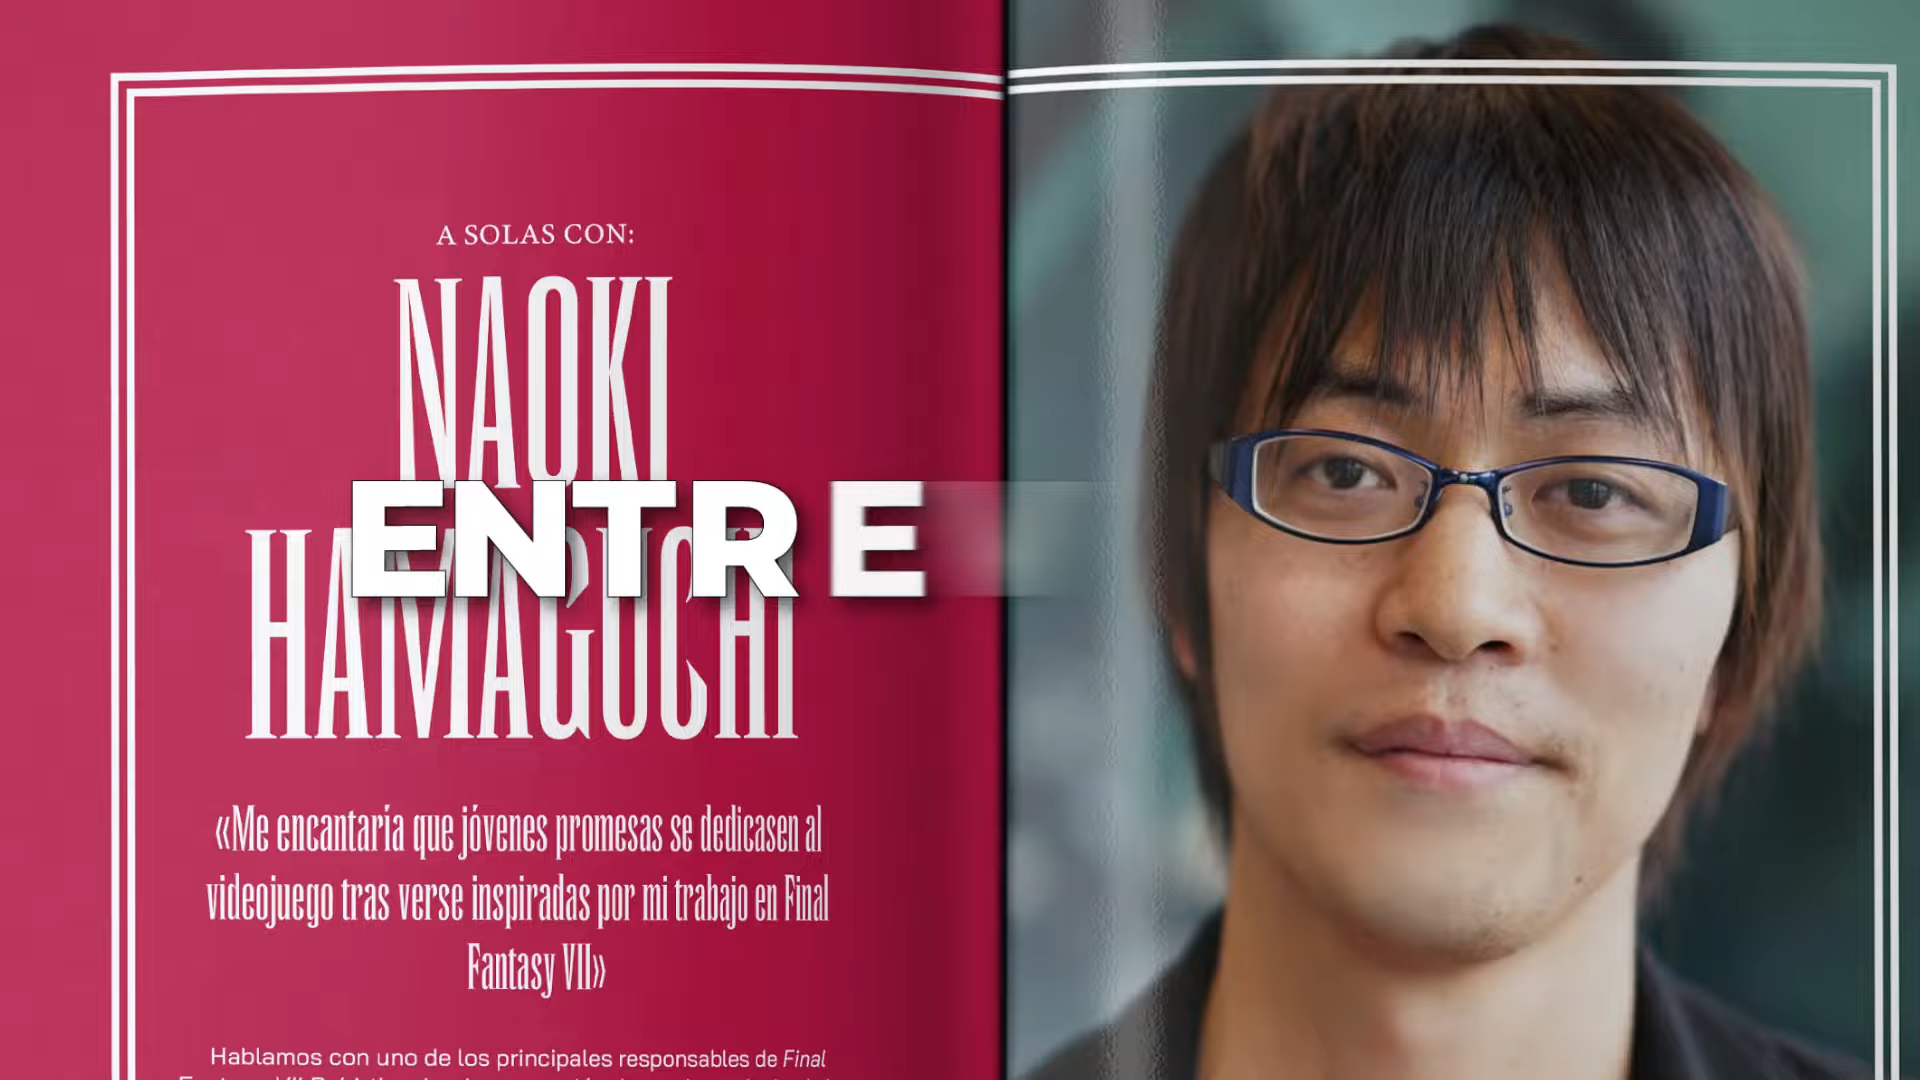 A SOLAS CON:
NAOKI
ENTRE
HAMAGUCHI
«Me encantaría que jóvenes promesas se dedicasen al
videojuego tras verse inspiradas por mi trabajo en Final
Fantasy VII»
Hablamos con uno de los principales responsables de Final